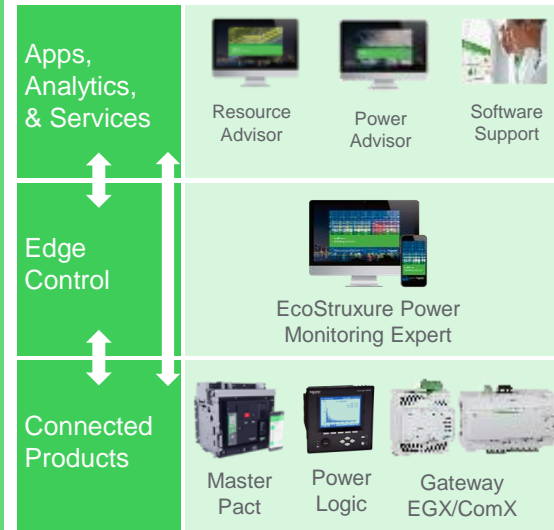 Apps,
Analytics,
& Services
Resource
Advisor
Power
Advisor
Software
Support
Edge
Control
EcoStruxure Power
Monitoring Expert
Connected
Products
Master
Pact
Power
Logic
Gateway
EGX/ComX